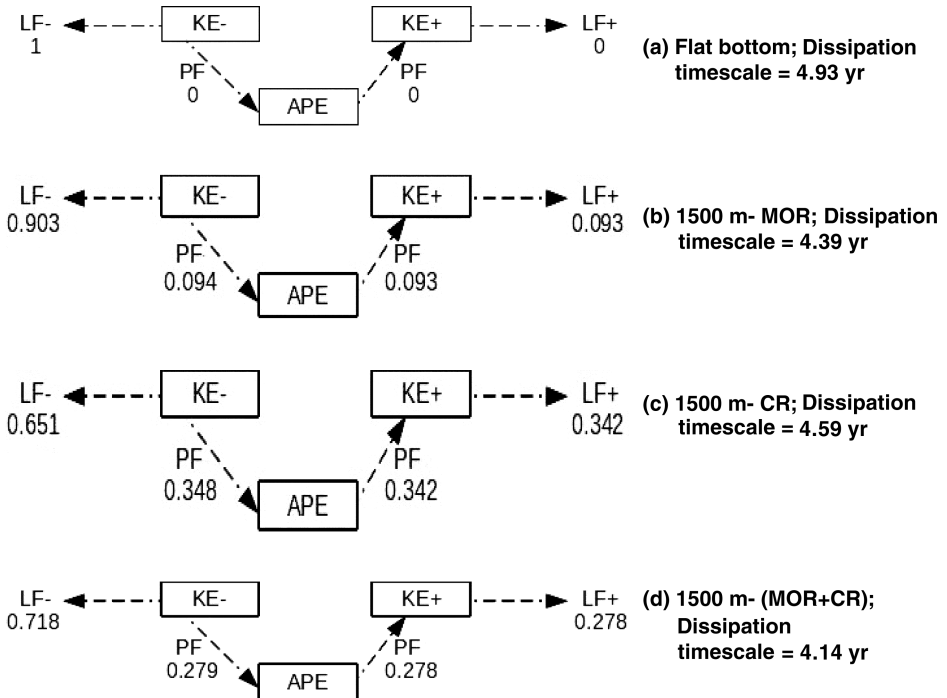 LF-
1
KE-
KE+
LF+
0
PF
0
APE
PF
0
(a) Flat bottom; Dissipation
timescale = 4.93 yr
LF-
0.903
KE-
KE+
LF+
0.093
PF
0.094
APE
PF
0.093
(b) 1500 m- MOR; Dissipation
timescale = 4.39 yr
LF-
0.651
KE-
KE+
LF+
0.342
PF
0.348
APE
PF
0.342
(c) 1500 m- CR; Dissipation
timescale = 4.59 yr
LF-
0.718
KE-
KE+
LF+
0.278
PF
0.279
APE
PF
0.278
(d) 1500 m- (MOR+CR);
Dissipation
timescale = 4.14 yr